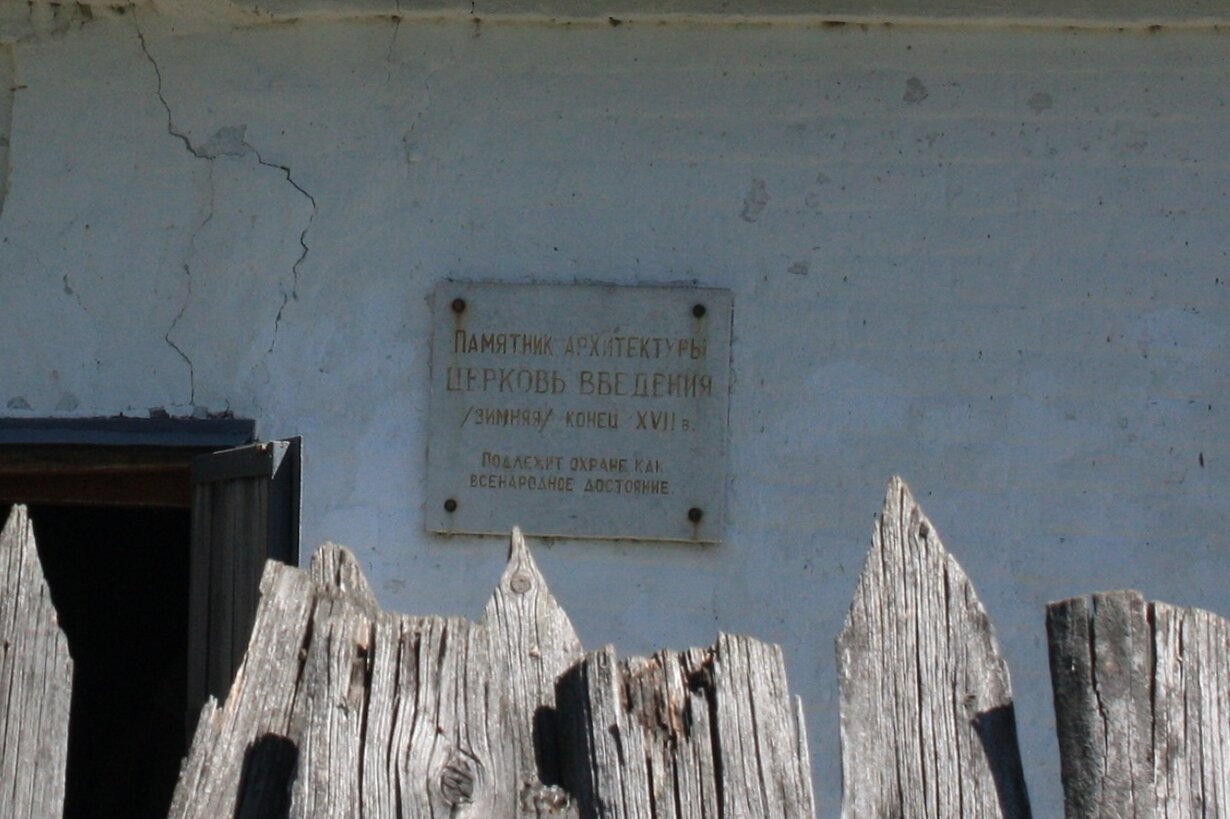 Памятник архитектуры
церковь Введения
/зимняя/ конец XVII в.
Подлежит охране как
всенародное достояние.